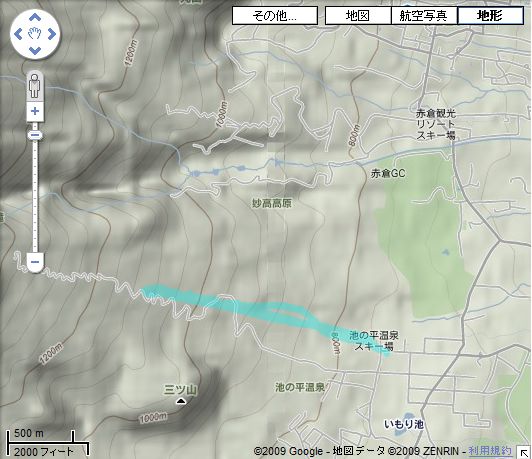 その他...
地図
航空写真
地形
1200m
1000m
800m
赤倉観光
リゾート
スキー場
赤倉GC
妙高高原
池の平温泉
スキー場
800m
1200m
三ツ山
1000m
池の平温泉
いもり池
500 m
2000 フィート
©2009 Google - 地図データ ©2009 ZENRIN - 利用規約